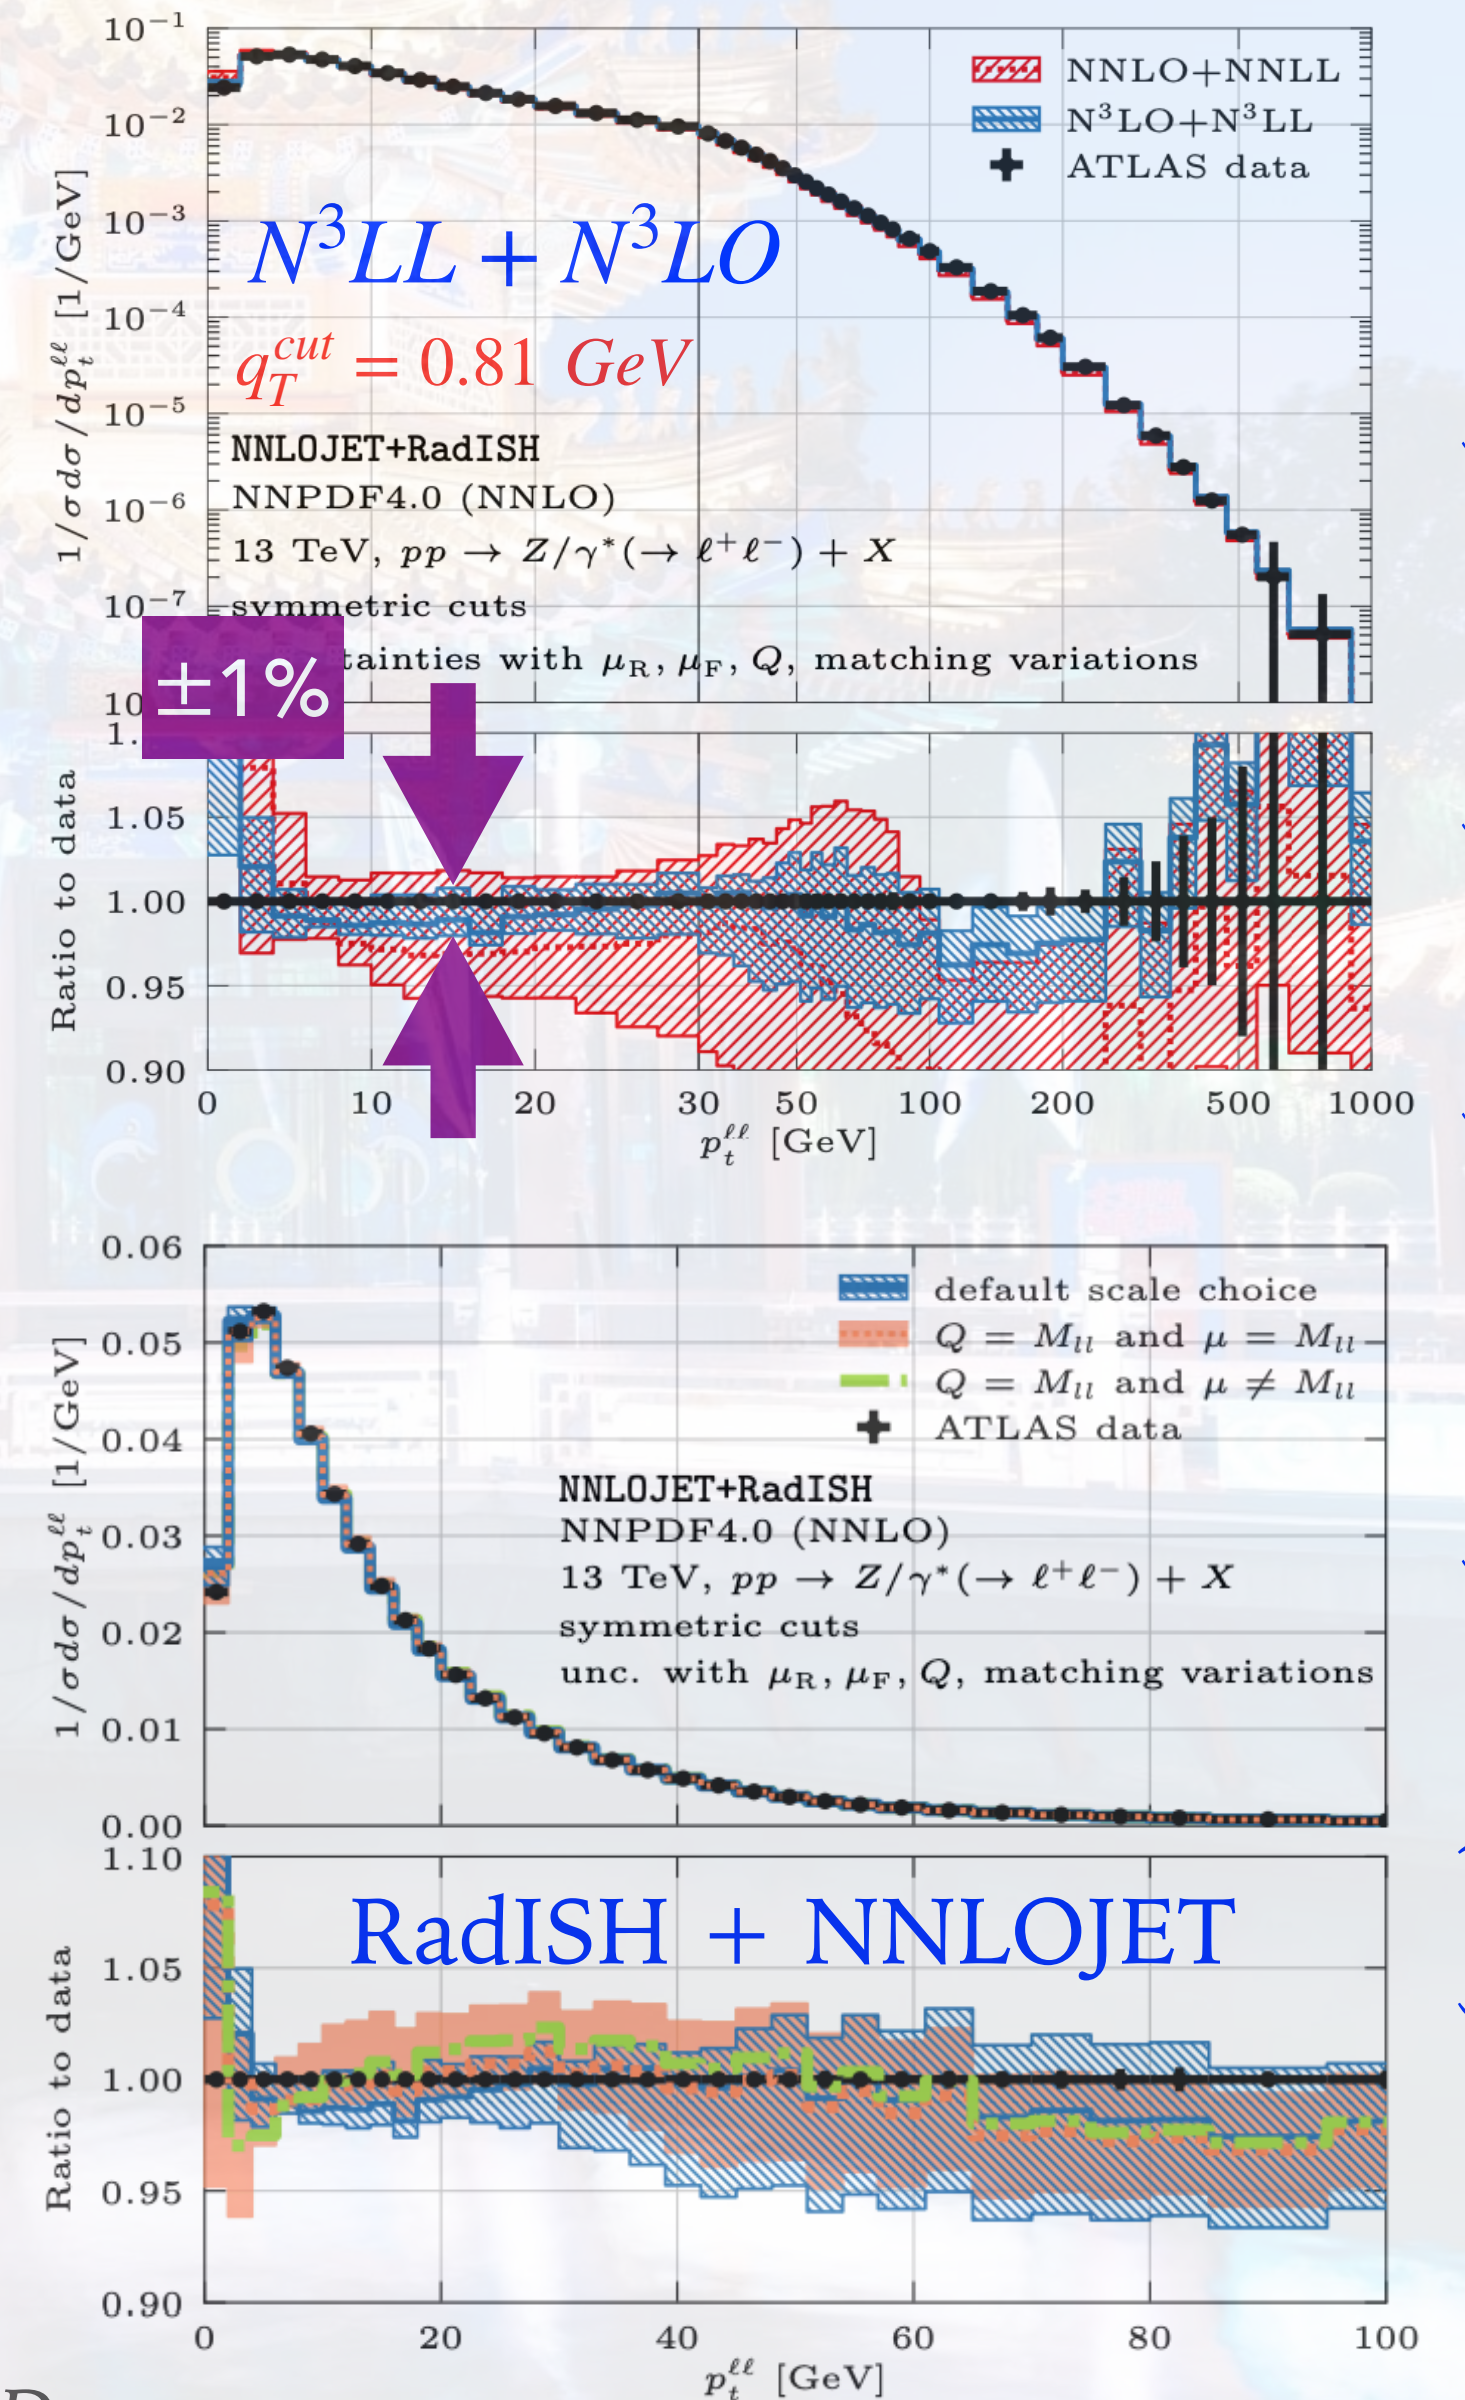 10⁻¹
NNLO+NNLL
N³LO+N³LL
ATLAS data
10⁻²
10⁻³
10⁻⁴
10⁻⁵
10⁻⁶
10⁻⁷
10
1/σ dσ/dp_t^ℓℓ [1/GeV]
N³LL + N³LO
q_T^cut = 0.81 GeV
NNLOJET+RadISH
NNPDF4.0 (NNLO)
13 TeV, pp → Z/γ*(→ ℓ⁺ℓ⁻) + X
symmetric cuts
tainties with μ_R, μ_F, Q, matching variations
±1%
1.
1.05
1.00
0.95
0.90
Ratio to data
0 10 20 30 50 100 200 500 1000
p_t^ℓℓ [GeV]
0.06
0.05
0.04
0.03
0.02
0.01
0.00
1/σ dσ/dp_t^ℓℓ [1/GeV]
default scale choice
Q = M_ll and μ = M_ll
Q = M_ll and μ ≠ M_ll
ATLAS data
NNLOJET+RadISH
NNPDF4.0 (NNLO)
13 TeV, pp → Z/γ*(→ ℓ⁺ℓ⁻) + X
symmetric cuts
unc. with μ_R, μ_F, Q, matching variations
1.10
RadISH + NNLOJET
1.05
1.00
0.95
0.90
Ratio to data
0 20 40 60 80 100
p_t^ℓℓ [GeV]